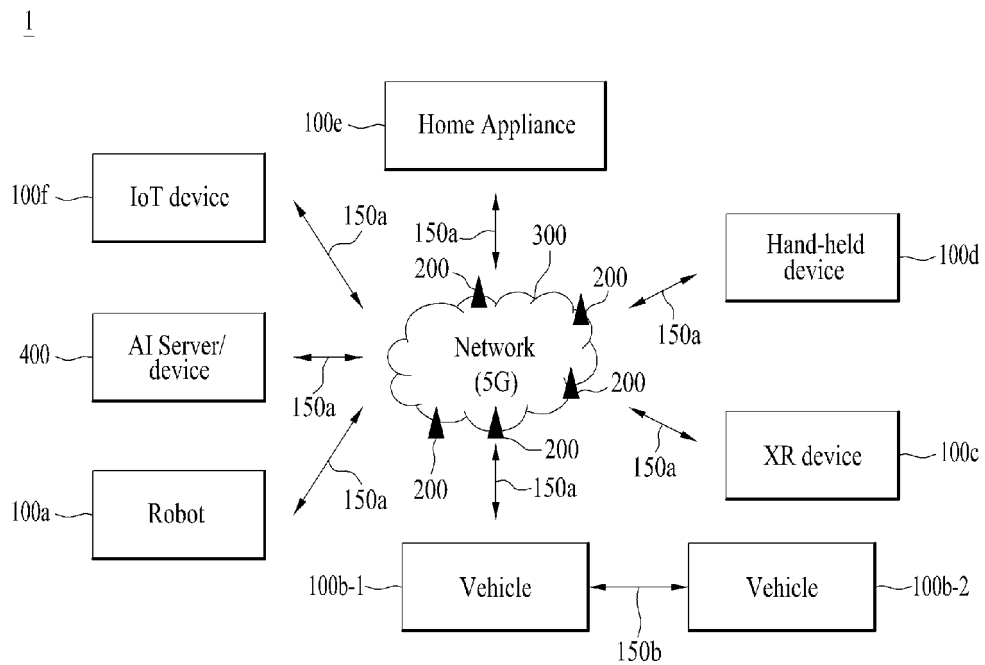 1
100e
Home Appliance
100f
IoT device
150a
150a
300
200
200
Hand-held
device
100d
150a
400
AI Server/
device
150a
Network
(5G)
200
100a
Robot
150a
200
200
150a
150a
XR device
100c
100b-1
Vehicle
150b
Vehicle
100b-2